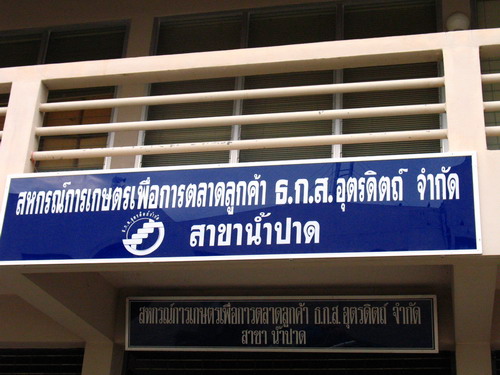 สหกรณ์การเกษตรเพื่อการตลาดลูกค้า ธ.ก.ส.อุตรดิตถ์ จำกัด
สาขาน้ำปาด
สหกรณ์การเกษตรเพื่อการตลาดลูกค้า ธ.ก.ส.อุตรดิตถ์ จำกัด
สาขา น้ำปาด